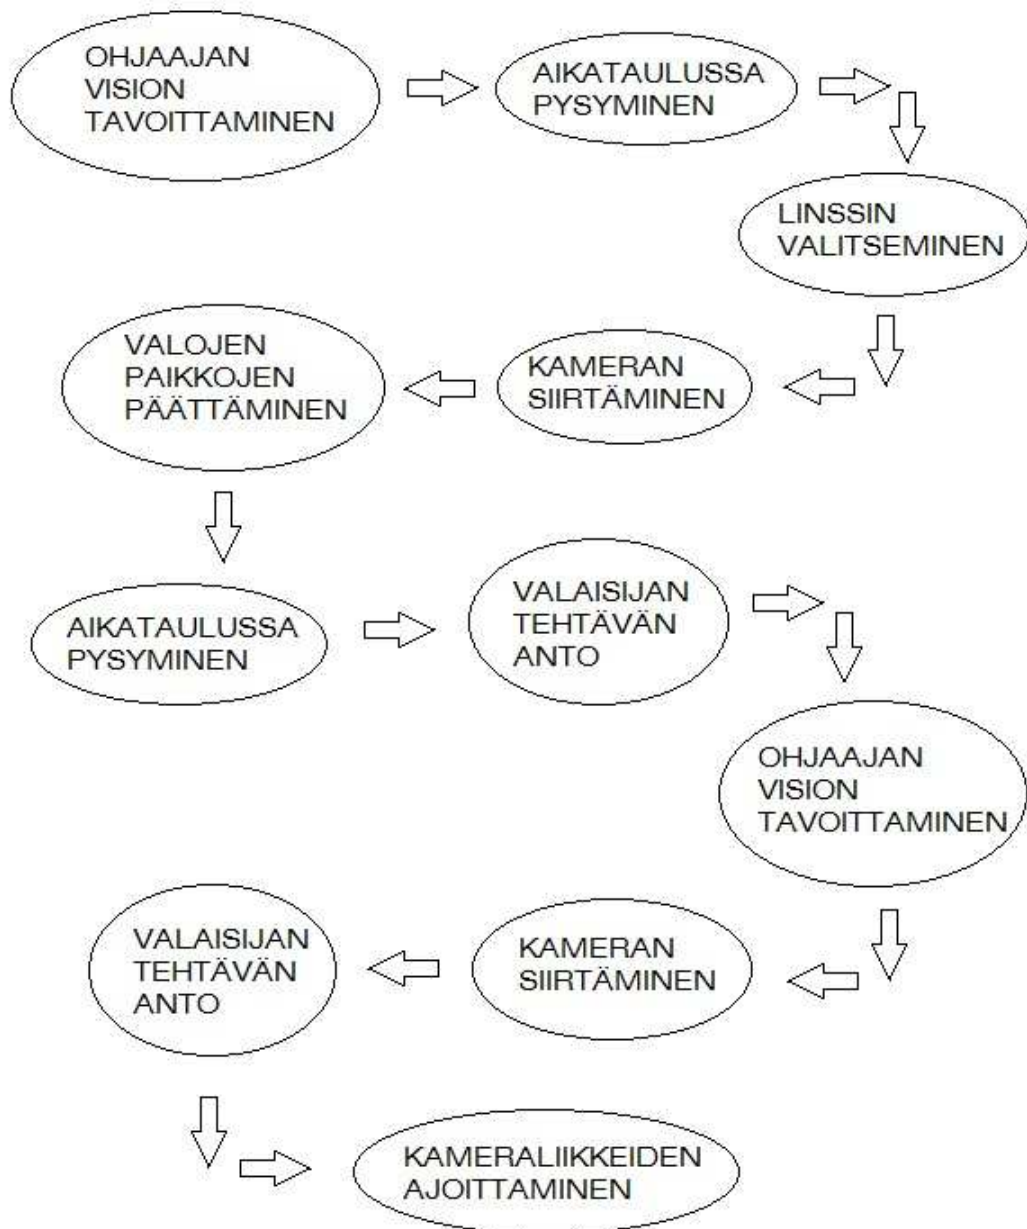 OHJAAJAN
VISION
TAVOITTAMINEN
AIKATAULUSSA
PYSYMINEN
LINSSIN
VALITSEMINEN
KAMERAN
SIIRTÄMINEN
VALOJEN
PAIKKOJEN
PÄÄTTÄMINEN
AIKATAULUSSA
PYSYMINEN
VALAISIJAN
TEHTÄVÄN
ANTO
OHJAAJAN
VISION
TAVOITTAMINEN
KAMERAN
SIIRTÄMINEN
VALAISIJAN
TEHTÄVÄN
ANTO
KAMERALIIKKEIDEN
AJOITTAMINEN